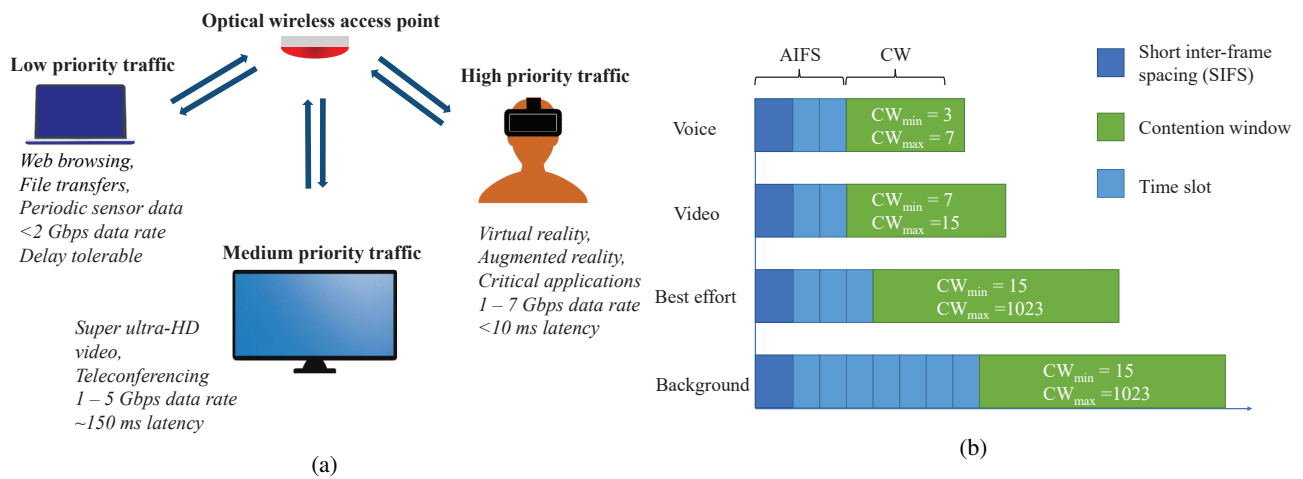 Optical wireless access point
Low priority traffic
High priority traffic
Web browsing,
File transfers,
Periodic sensor data
<2 Gbps data rate
Delay tolerable
Medium priority traffic
Virtual reality,
Augmented reality,
Critical applications
1 – 7 Gbps data rate
<10 ms latency
Super ultra-HD
video,
Teleconferencing
1 – 5 Gbps data rate
~150 ms latency
(a)
AIFS
CW
Short inter-frame
spacing (SIFS)
Contention window
Time slot
Voice
CWmin = 3
CWmax = 7
Video
CWmin = 7
CWmax =15
Best effort
CWmin = 15
CWmax = 1023
Background
CWmin = 15
CWmax =1023
(b)